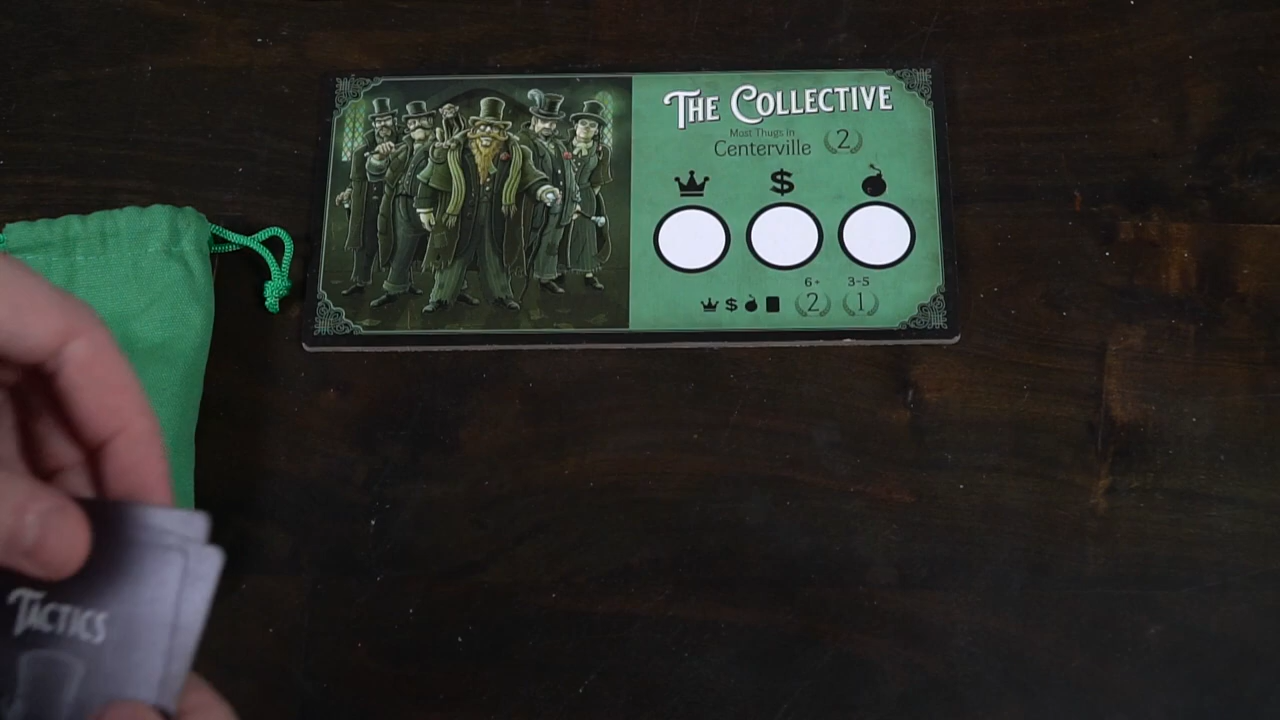 The Collective
Most Thugs in
Centerville 2
$
6+ 3-5
$ 2 1
Tactics